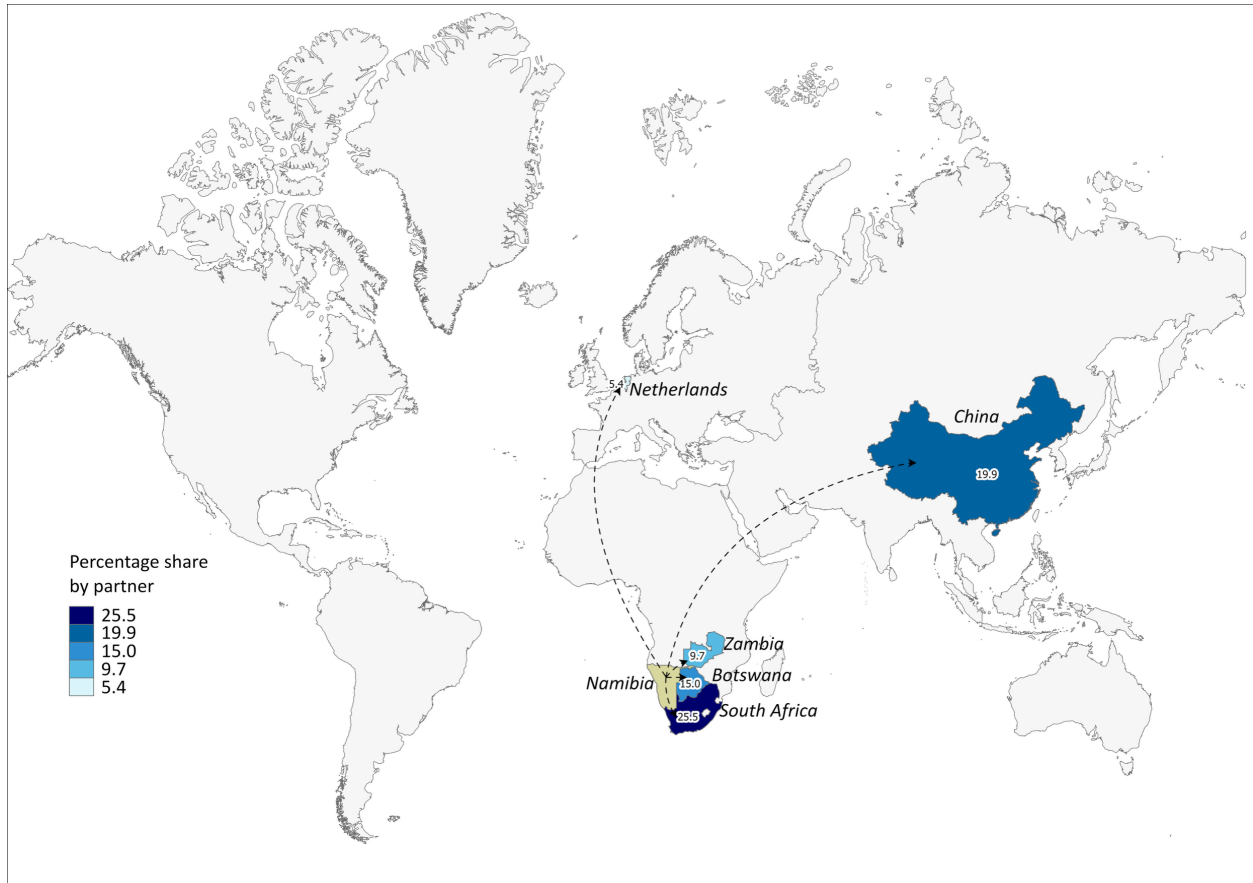 5.4
Netherlands
China
19.9
Percentage share
by partner
25.5
19.9
15.0
9.7
5.4
Zambia
9.7
Namibia
Botswana
15.0
South Africa
25.5